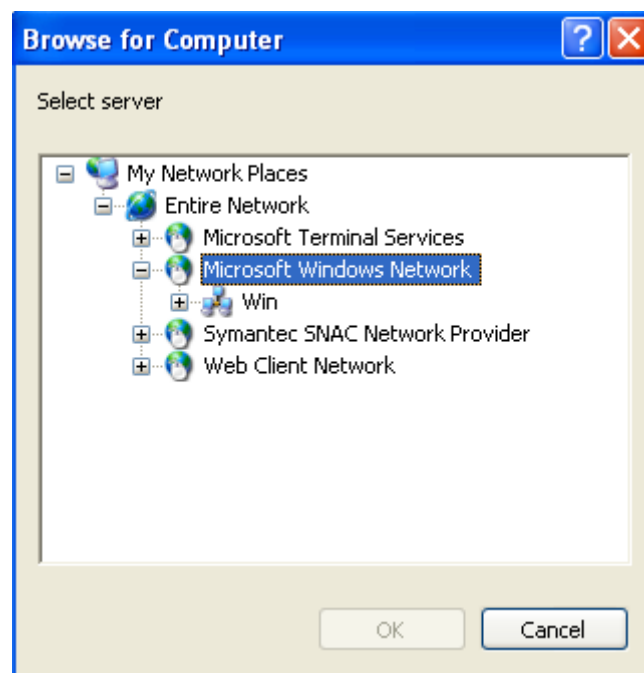 Browse for Computer
Select server
My Network Places
Entire Network
Microsoft Terminal Services
Microsoft Windows Network
Win
Symantec SNAC Network Provider
Web Client Network
OK
Cancel